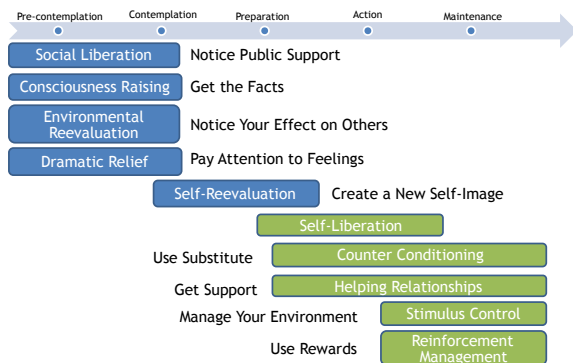 Pre-contemplation Contemplation Preparation Action Maintenance
Social Liberation Notice Public Support
Consciousness Raising Get the Facts
Environmental
Reevaluation Notice Your Effect on Others
Dramatic Relief Pay Attention to Feelings
Self-Reevaluation Create a New Self-Image
Self-Liberation
Use Substitute Counter Conditioning
Get Support Helping Relationships
Manage Your Environment Stimulus Control
Use Rewards Reinforcement
Management